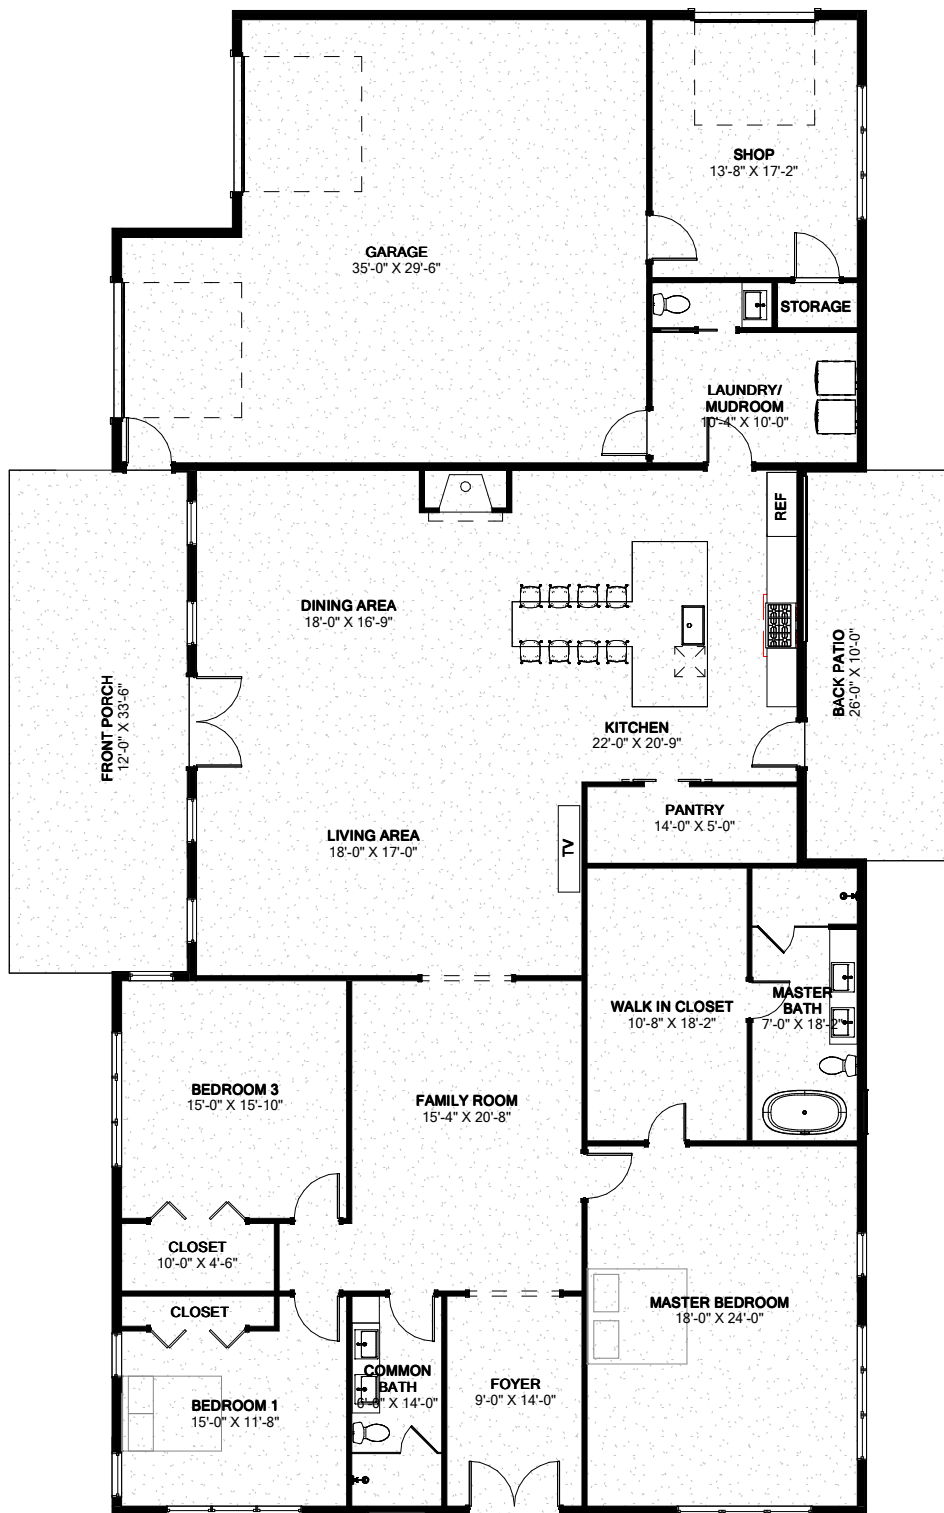 SHOP
13'-8" X 17'-2"
GARAGE
35'-0" X 29'-6"
STORAGE
LAUNDRY/
MUDROOM
10'-4" X 10'-0"
REF
DINING AREA
18'-0" X 16'-9"
FRONT PORCH
12'-0" X 33'-6"
BACK PATIO
26'-0" X 10'-0"
KITCHEN
22'-0" X 20'-9"
PANTRY
14'-0" X 5'-0"
LIVING AREA
18'-0" X 17'-0"
TV
WALK IN CLOSET
10'-8" X 18'-2"
MASTER
BATH
7'-0" X 18'-2"
BEDROOM 3
15'-0" X 15'-10"
FAMILY ROOM
15'-4" X 20'-8"
CLOSET
10'-0" X 4'-6"
CLOSET
MASTER BEDROOM
18'-0" X 24'-0"
COMMON
BATH
6'-0" X 14'-0"
FOYER
9'-0" X 14'-0"
BEDROOM 1
15'-0" X 11'-8"